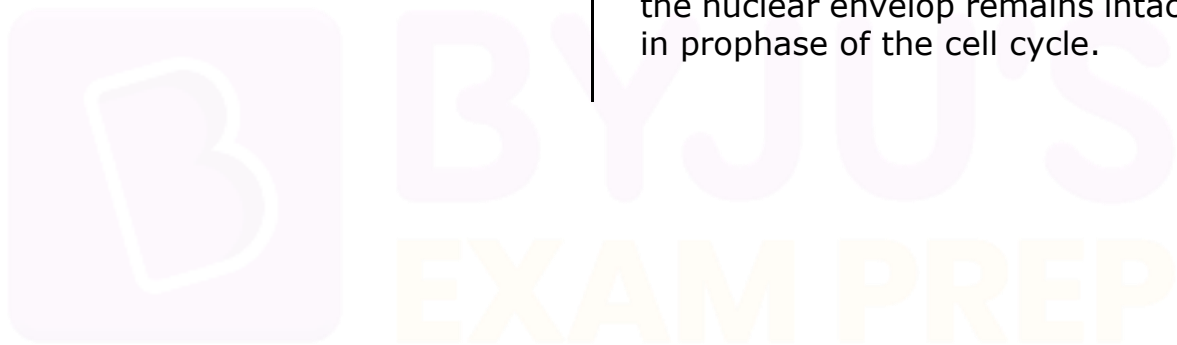 the nuclear envelop remains intac
in prophase of the cell cycle.
BYJU'S
EXAM PREP